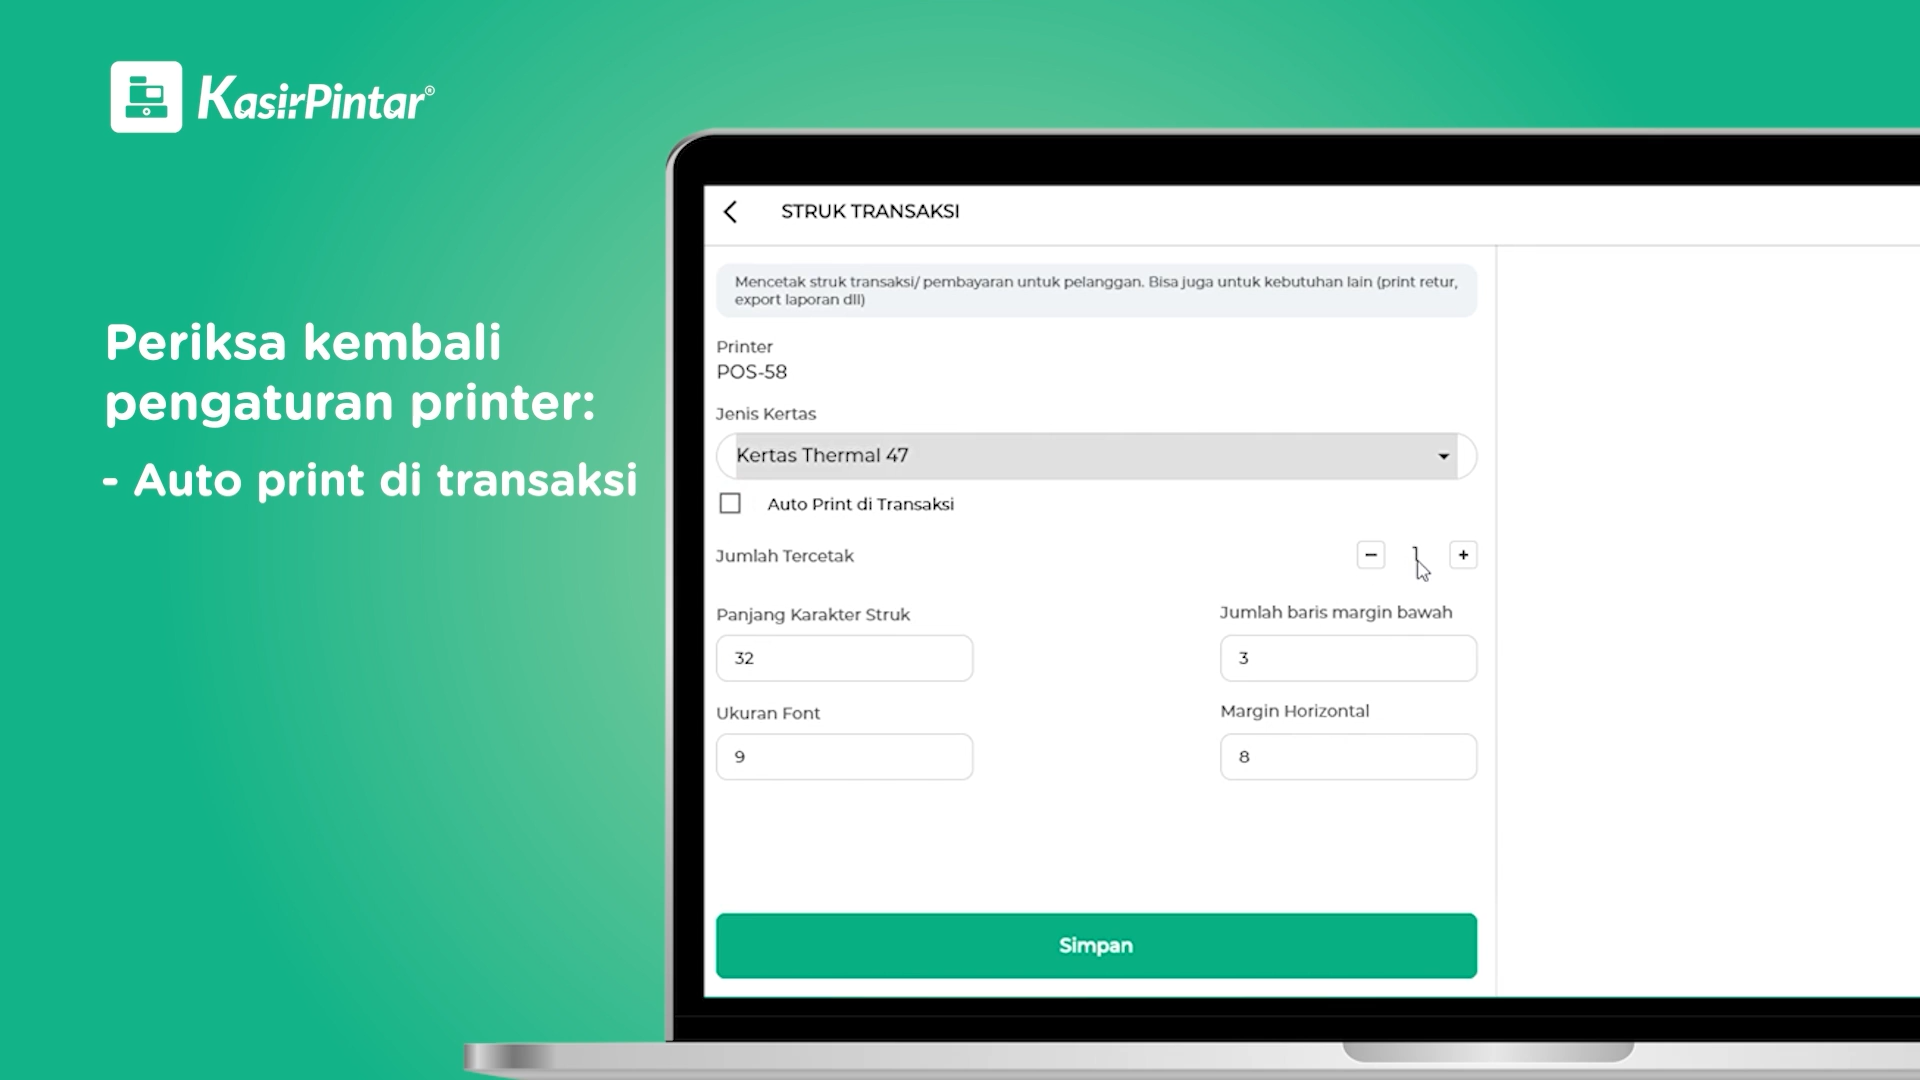 KasirPintar®
Periksa kembali
pengaturan printer:
- Auto print di transaksi
STRUK TRANSAKSI
Mencetak struk transaksi/ pembayaran untuk pelanggan. Bisa juga untuk kebutuhan lain (print retur,
export laporan dll)
Printer
POS-58
Jenis Kertas
Kertas Thermal 47
Auto Print di Transaksi
Jumlah Tercetak
− 1 +
Panjang Karakter Struk
32
Jumlah baris margin bawah
3
Ukuran Font
9
Margin Horizontal
8
Simpan